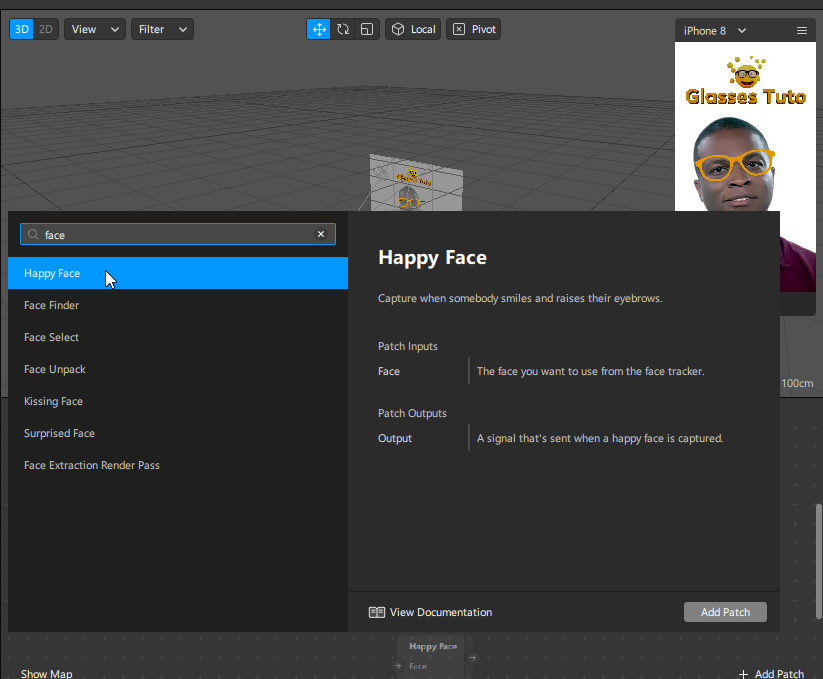 3D 2D View Filter Local Pivot iPhone 8
Glasses Tuto
Glasses Tuto
face
Happy Face
Happy Face
Face Finder
Capture when somebody smiles and raises their eyebrows.
Face Select
Patch Inputs
Face Unpack
Face The face you want to use from the face tracker.
100cm
Kissing Face
Patch Outputs
Surprised Face
Output A signal that's sent when a happy face is captured.
Face Extraction Render Pass
View Documentation Add Patch
Happy Face
Face
Show Map + Add Patch